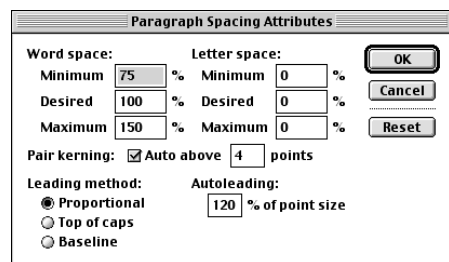 Paragraph Spacing Attributes
Word space: Letter space:
Minimum 75 % Minimum 0 %
Desired 100 % Desired 0 %
Maximum 150 % Maximum 0 %
OK
Cancel
Reset
Pair kerning: Auto above 4 points
Leading method: Autoleading:
Proportional 120 % of point size
Top of caps
Baseline